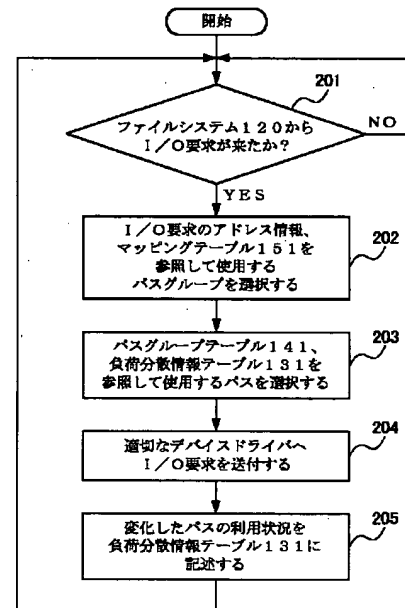 開始
201
ファイルシステム120から
I/O要求が来たか?
NO
YES
I/O要求のアドレス情報、
マッピングテーブル151を
参照して使用する
パスグループを選択する
202
パスグループテーブル141、
負荷分散情報テーブル131を
参照して使用するパスを選択する
203
適切なデバイスドライバへ
I/O要求を送付する
204
変化したパスの利用状況を
負荷分散情報テーブル131に
記述する
205